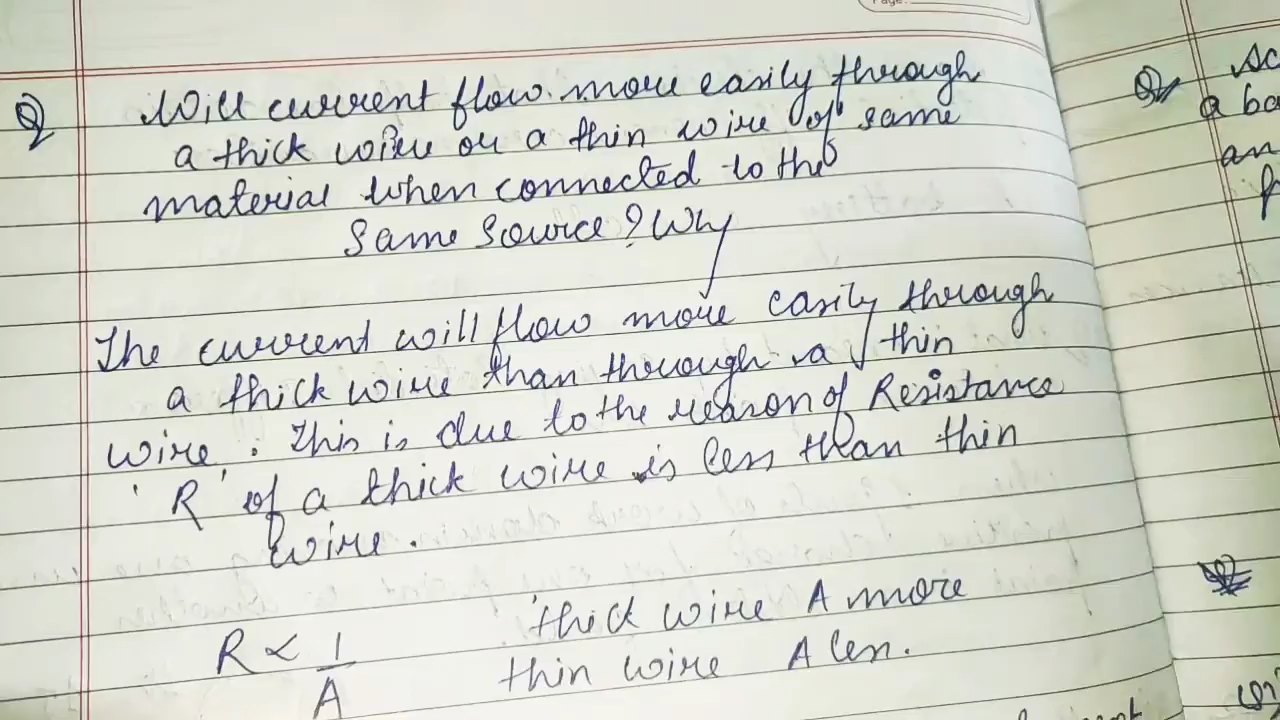 Page:
Q Will current flow more easily through
a thick wire or a thin wire of same
material when connected to the
same source? Why
The current will flow more easily through
a thick wire than through a thin
wire. This is due to the reason of Resistance
'R' of a thick wire is less than thin
wire.
R ∝ 1/A
thick wire A more
thin wire A less.
Q
a
an